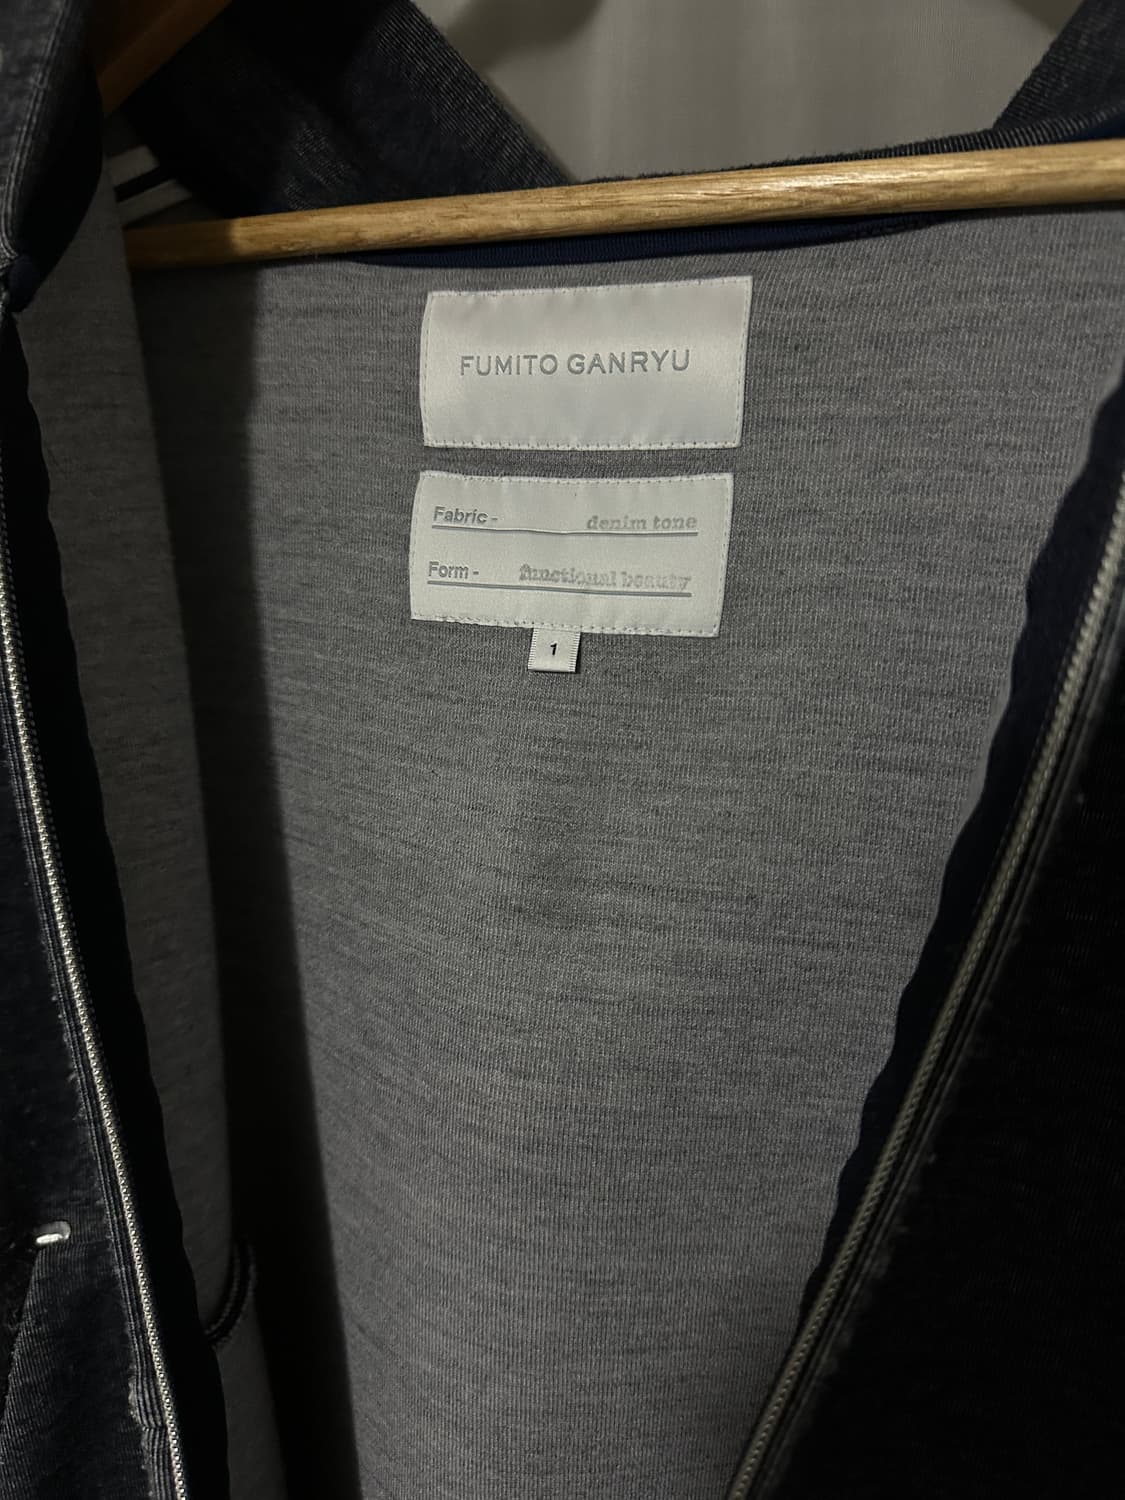 FUMITO GANRYU
Fabric - denim tone
Form - functional beauty
1